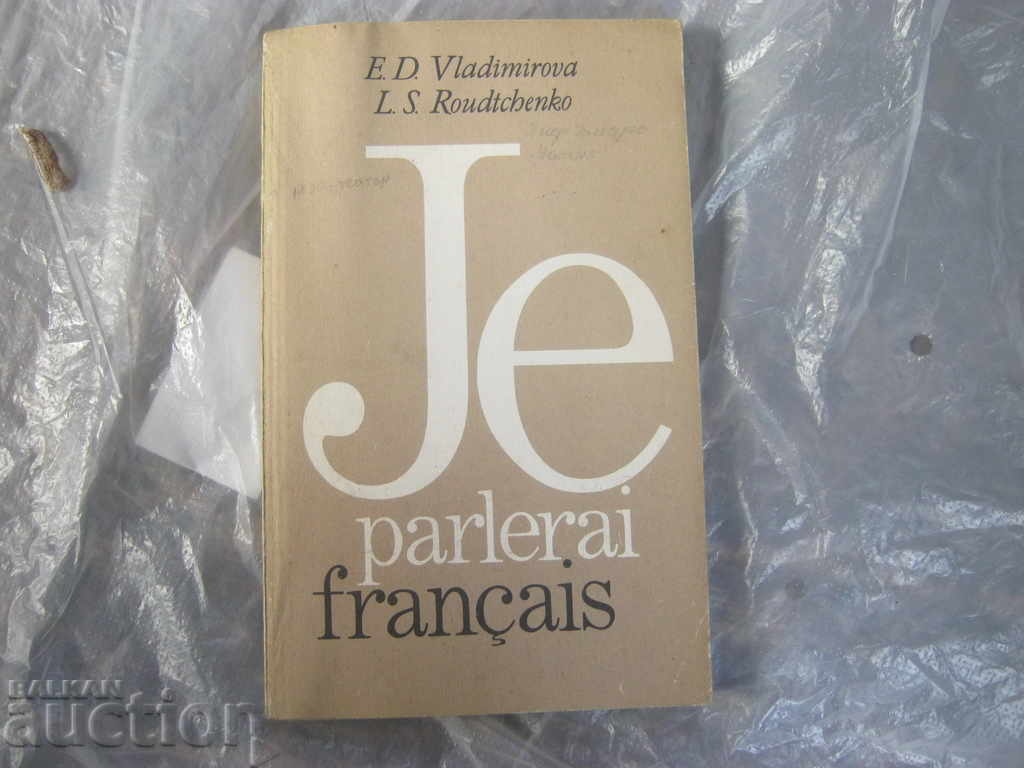 E. D. Vladimirova
L. S. Roudtchenko
Je
parlerai
français
BALKAN
auction